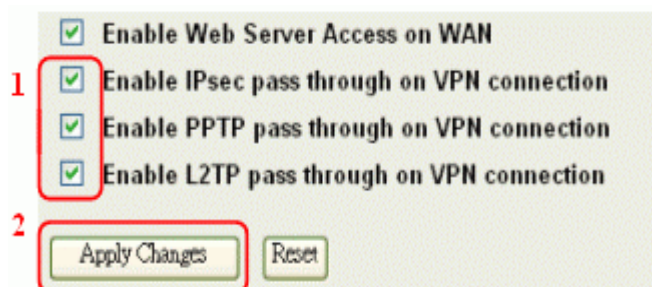 Enable Web Server Access on WAN
1 Enable IPsec pass through on VPN connection
Enable PPTP pass through on VPN connection
Enable L2TP pass through on VPN connection
2
Apply Changes Reset